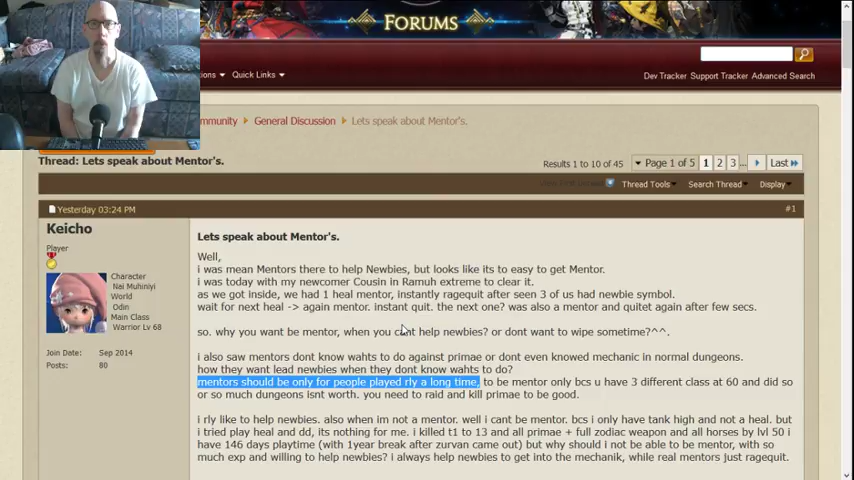 FORUMS
ions Quick Links
Dev Tracker Support Tracker Advanced Search
mmunity General Discussion Lets speak about Mentor's.
Thread: Lets speak about Mentor's.
Results 1 to 10 of 45 Page 1 of 5 1 2 3 ... Last
Thread Tools Search Thread Display
Yesterday 03:24 PM #1
Keicho
Player
Character
Nai Muhiniyi
World
Odin
Main Class
Warrior Lv 68
Join Date: Sep 2014
Posts: 80
Lets speak about Mentor's.
Well,
i was mean Mentors there to help Newbies, but looks like its to easy to get Mentor.
i was today with my newcomer Cousin in Ramuh extreme to clear it.
as we got inside, we had 1 heal mentor, instantly ragequit after seen 3 of us had newbie symbol.
wait for next heal -> again mentor. instant quit. the next one? was also a mentor and quitet again after few secs.
so. why you want be mentor, when you cant help newbies? or dont want to wipe sometime?^^.
i also saw mentors dont know wahts to do against primae or dont even knowed mechanic in normal dungeons.
how they want lead newbies when they dont know wahts to do?
mentors should be only for people played rly a long time, to be mentor only bcs u have 3 different class at 60 and did so
or so much dungeons isnt worth. you need to raid and kill primae to be good.
i rly like to help newbies. also when im not a mentor. well i cant be mentor. bcs i only have tank high and not a heal. but
i tried play heal and dd, its nothing for me. i killed t1 to 13 and all primae + full zodiac weapon and all horses by lvl 50 i
have 146 days playtime (with 1year break after zurvan came out) but why should i not be able to be mentor, with so
much exp and willing to help newbies? i always help newbies to get into the mechanik, while real mentors just ragequit.